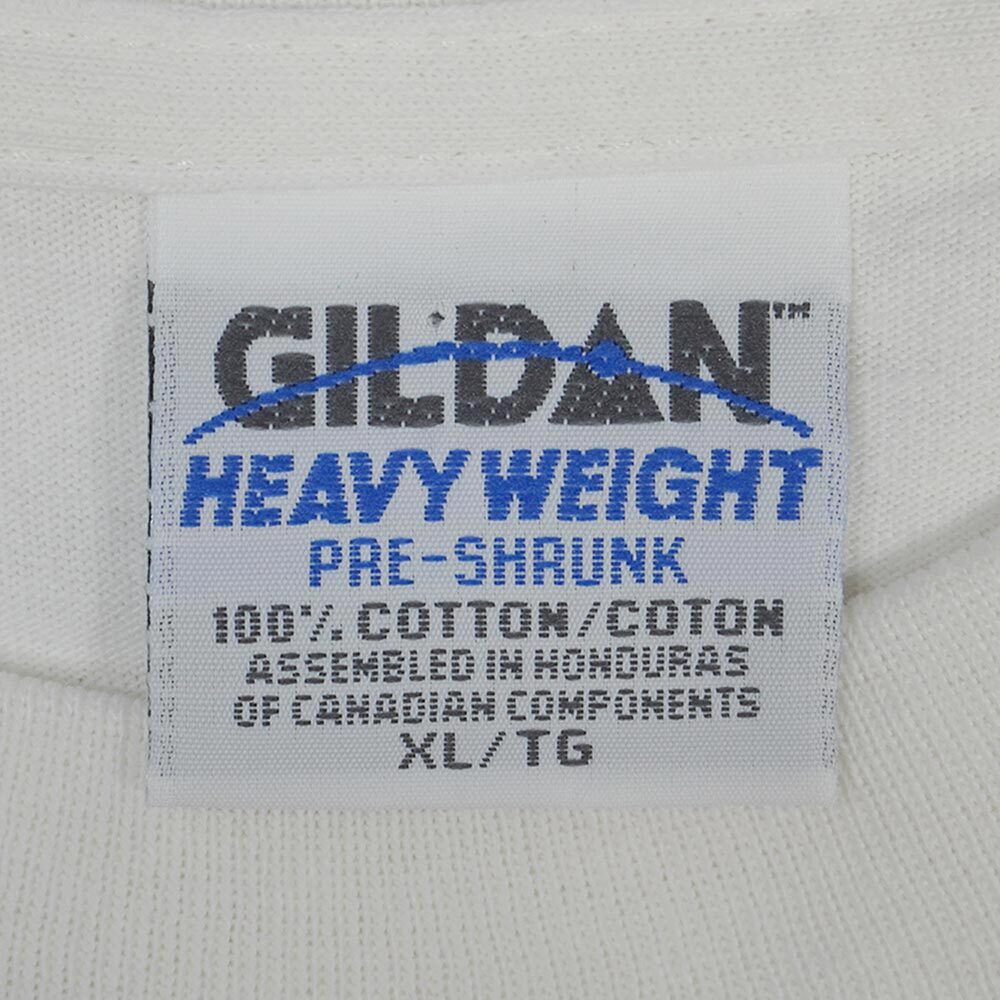 GILDAN™
HEAVY WEIGHT
PRE-SHRUNK
100% COTTON/COTON
ASSEMBLED IN HONDURAS
OF CANADIAN COMPONENTS
XL/TG